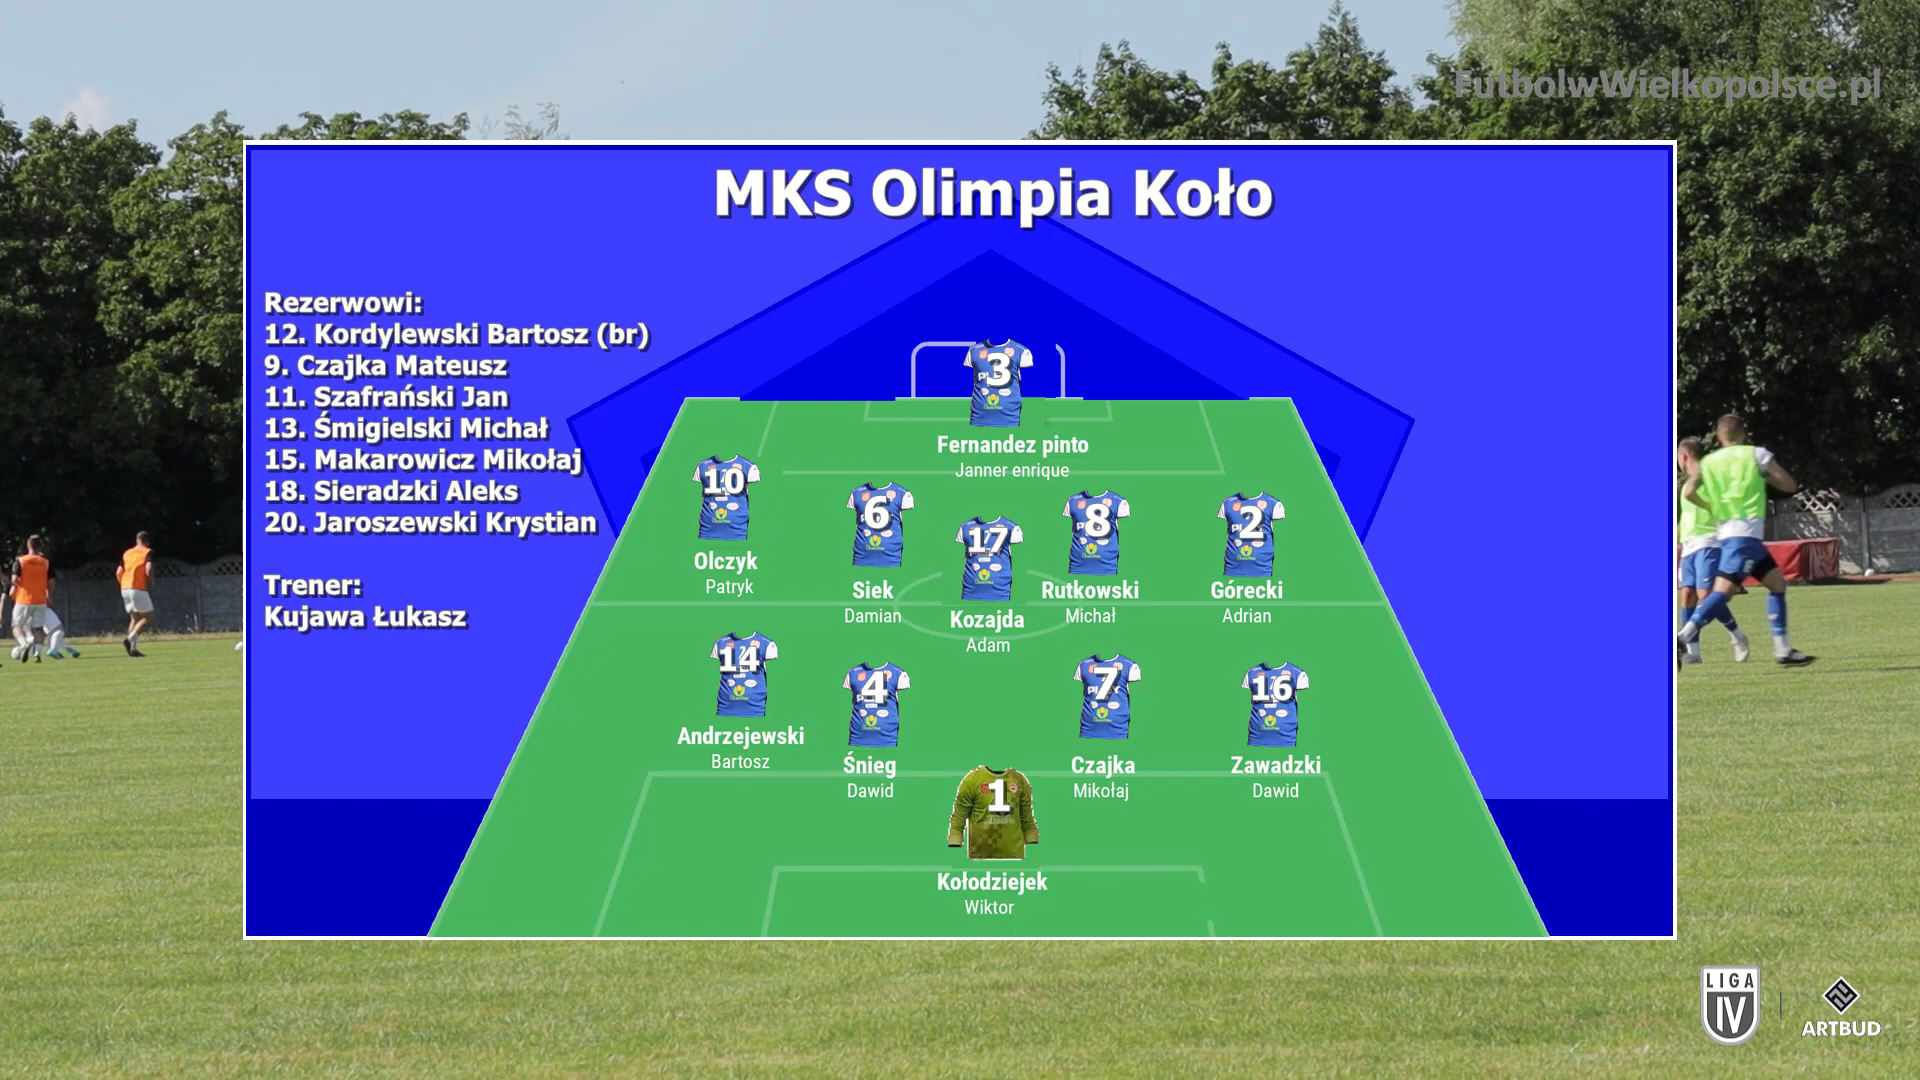 FutbolwWielkopolsce.pl
MKS Olimpia Koło
Rezerwowi:
12. Kordylewski Bartosz (br)
9. Czajka Mateusz
11. Szafrański Jan
13. Śmigielski Michał
15. Makarowicz Mikołaj
18. Sieradzki Aleks
20. Jaroszewski Krystian
Trener:
Kujawa Łukasz
3
Fernandez pinto
Janner enrique
10
Olczyk
Patryk
6
Siek
Damian
17
Kozajda
Adam
8
Rutkowski
Michał
2
Górecki
Adrian
14
Andrzejewski
Bartosz
4
Śnieg
Dawid
7
Czajka
Mikołaj
16
Zawadzki
Dawid
1
Kołodziejek
Wiktor
LIGA
IV
ARTBUD